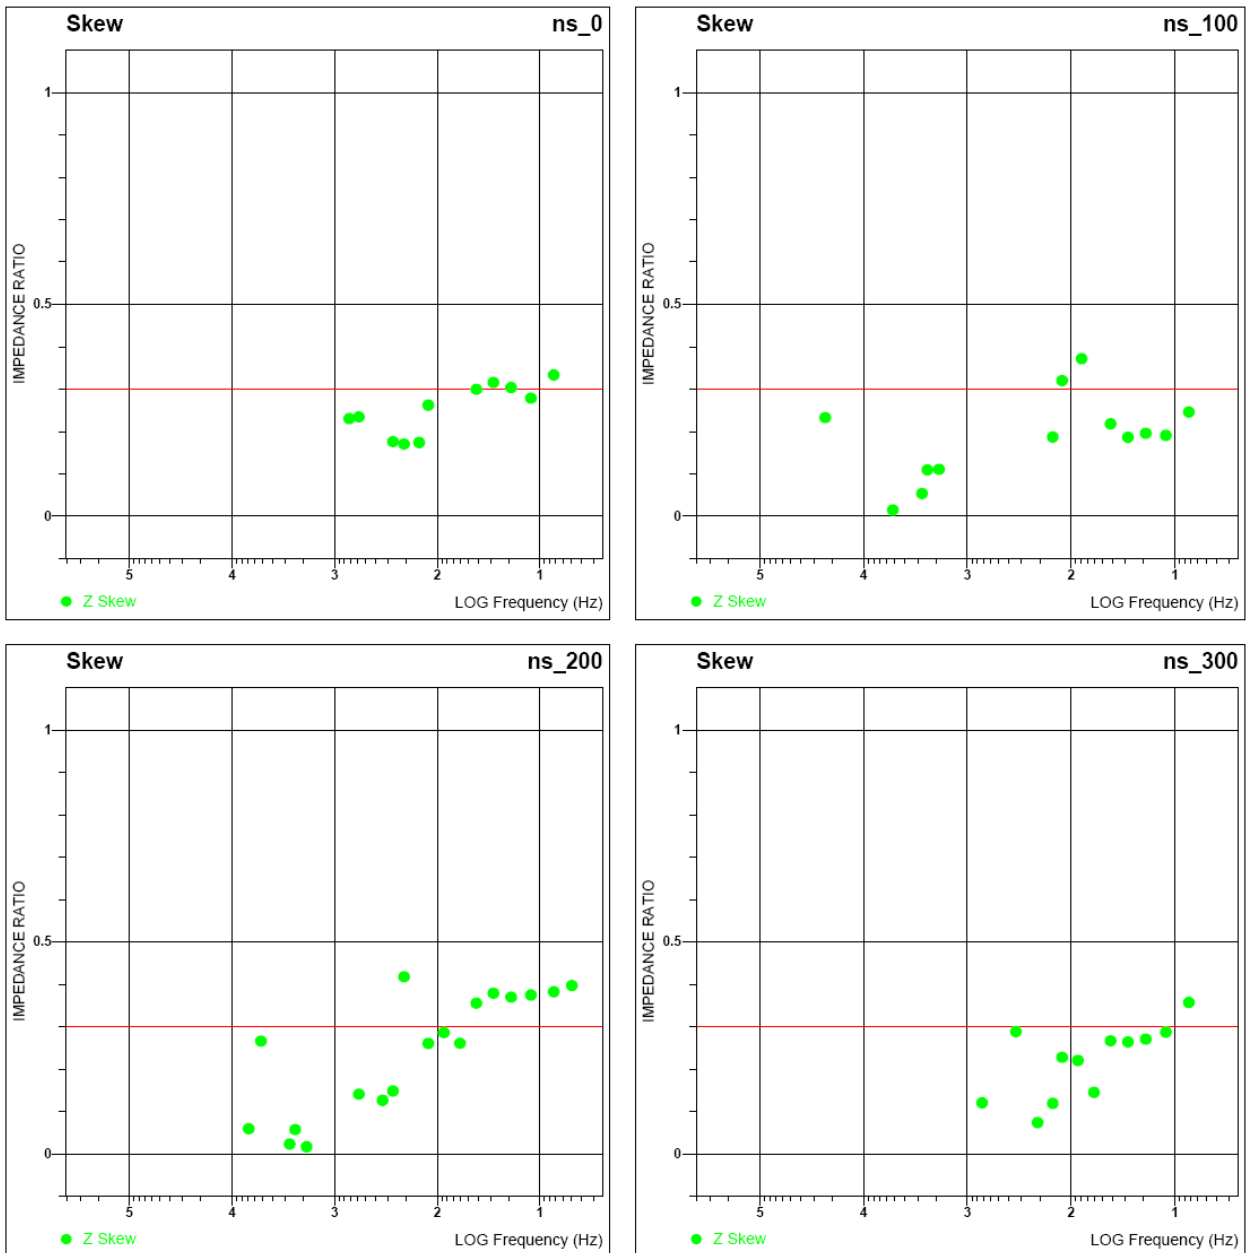 Skew ns_0
IMPEDANCE RATIO
1
0.5
0
5 4 3 2 1
Z Skew LOG Frequency (Hz)
Skew ns_100
IMPEDANCE RATIO
1
0.5
0
5 4 3 2 1
Z Skew LOG Frequency (Hz)
Skew ns_200
IMPEDANCE RATIO
1
0.5
0
5 4 3 2 1
Z Skew LOG Frequency (Hz)
Skew ns_300
IMPEDANCE RATIO
1
0.5
0
5 4 3 2 1
Z Skew LOG Frequency (Hz)